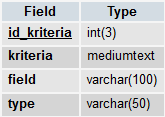 Field Type
id_kriteria int(3)
kriteria mediumtext
field varchar(100)
type varchar(50)